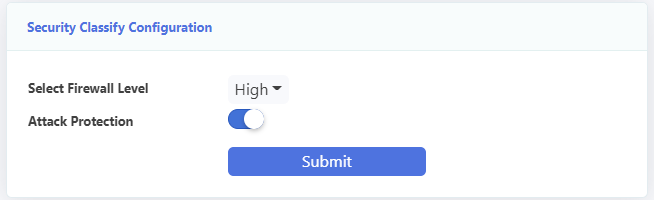 Security Classify Configuration
Select Firewall Level High
Attack Protection
Submit